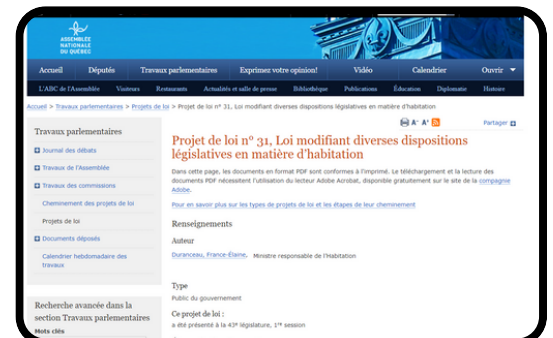 ASSEMBLÉE
NATIONALE
DU QUÉBEC
Accueil Députés Travaux parlementaires Exprimez votre opinion! Vidéo Calendrier Ouvrir
L'ABC de l'Assemblée Visiteurs Restaurants Actualités et salle de presse Bibliothèque Publications Éducation Diplomatie Histoire
Accueil > Travaux parlementaires > Projets de loi > Projet de loi n° 31, Loi modifiant diverses dispositions législatives en matière d'habitation
A- A+ Partager
Travaux parlementaires
Journal des débats
Travaux de l'Assemblée
Travaux des commissions
Cheminement des projets de loi
Projets de loi
Documents déposés
Calendrier hebdomadaire des
travaux
Recherche avancée dans la
section Travaux parlementaires
Mots clés
Projet de loi n° 31, Loi modifiant diverses dispositions
législatives en matière d'habitation
Dans cette page, les documents en format PDF sont conformes à l'imprimé. Le téléchargement et la lecture des
documents PDF nécessitent l'utilisation du lecteur Adobe Acrobat, disponible gratuitement sur le site de la compagnie
Adobe.
Pour en savoir plus sur les types de projets de loi et les étapes de leur cheminement
Renseignements
Auteur
Duranceau, France-Élaine, Ministre responsable de l'Habitation
Type
Public du gouvernement
Ce projet de loi :
a été présenté à la 43e législature, 1re session